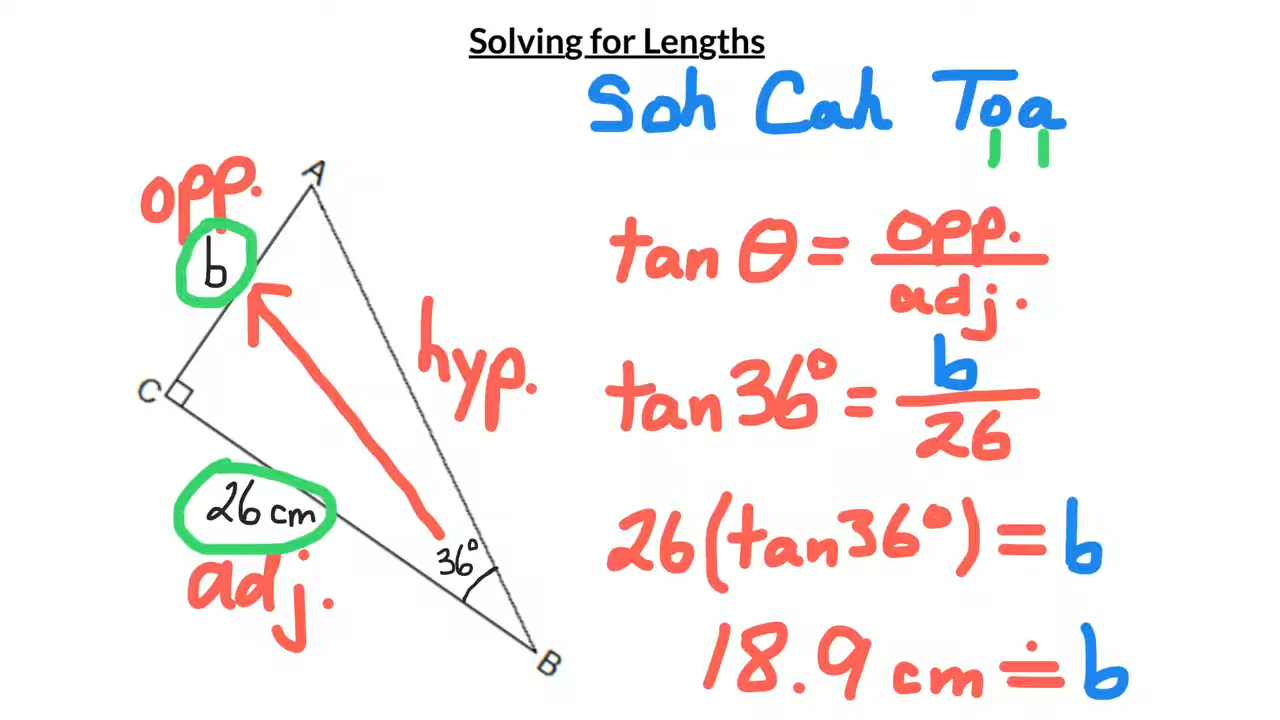 Solving for Lengths
Soh Cah Toa
A
opp.
b
tan θ = opp. / adj.
hyp.
C
tan 36° = b / 26
26 cm
36°
26(tan 36°) = b
adj.
B
18.9 cm ≐ b